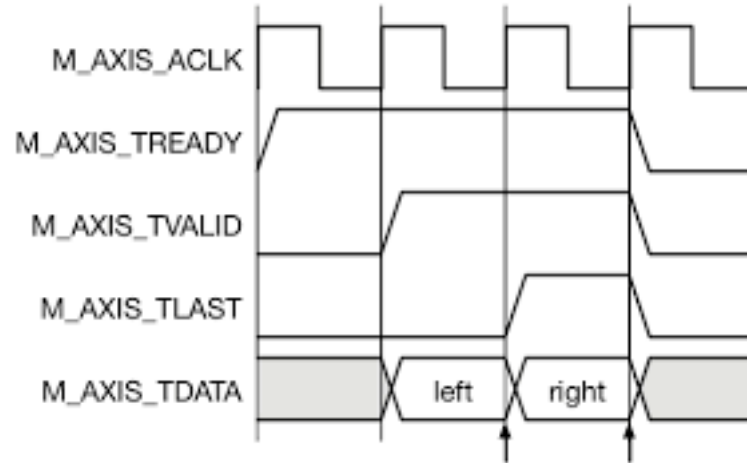 M_AXIS_ACLK
M_AXIS_TREADY
M_AXIS_TVALID
M_AXIS_TLAST
M_AXIS_TDATA left right